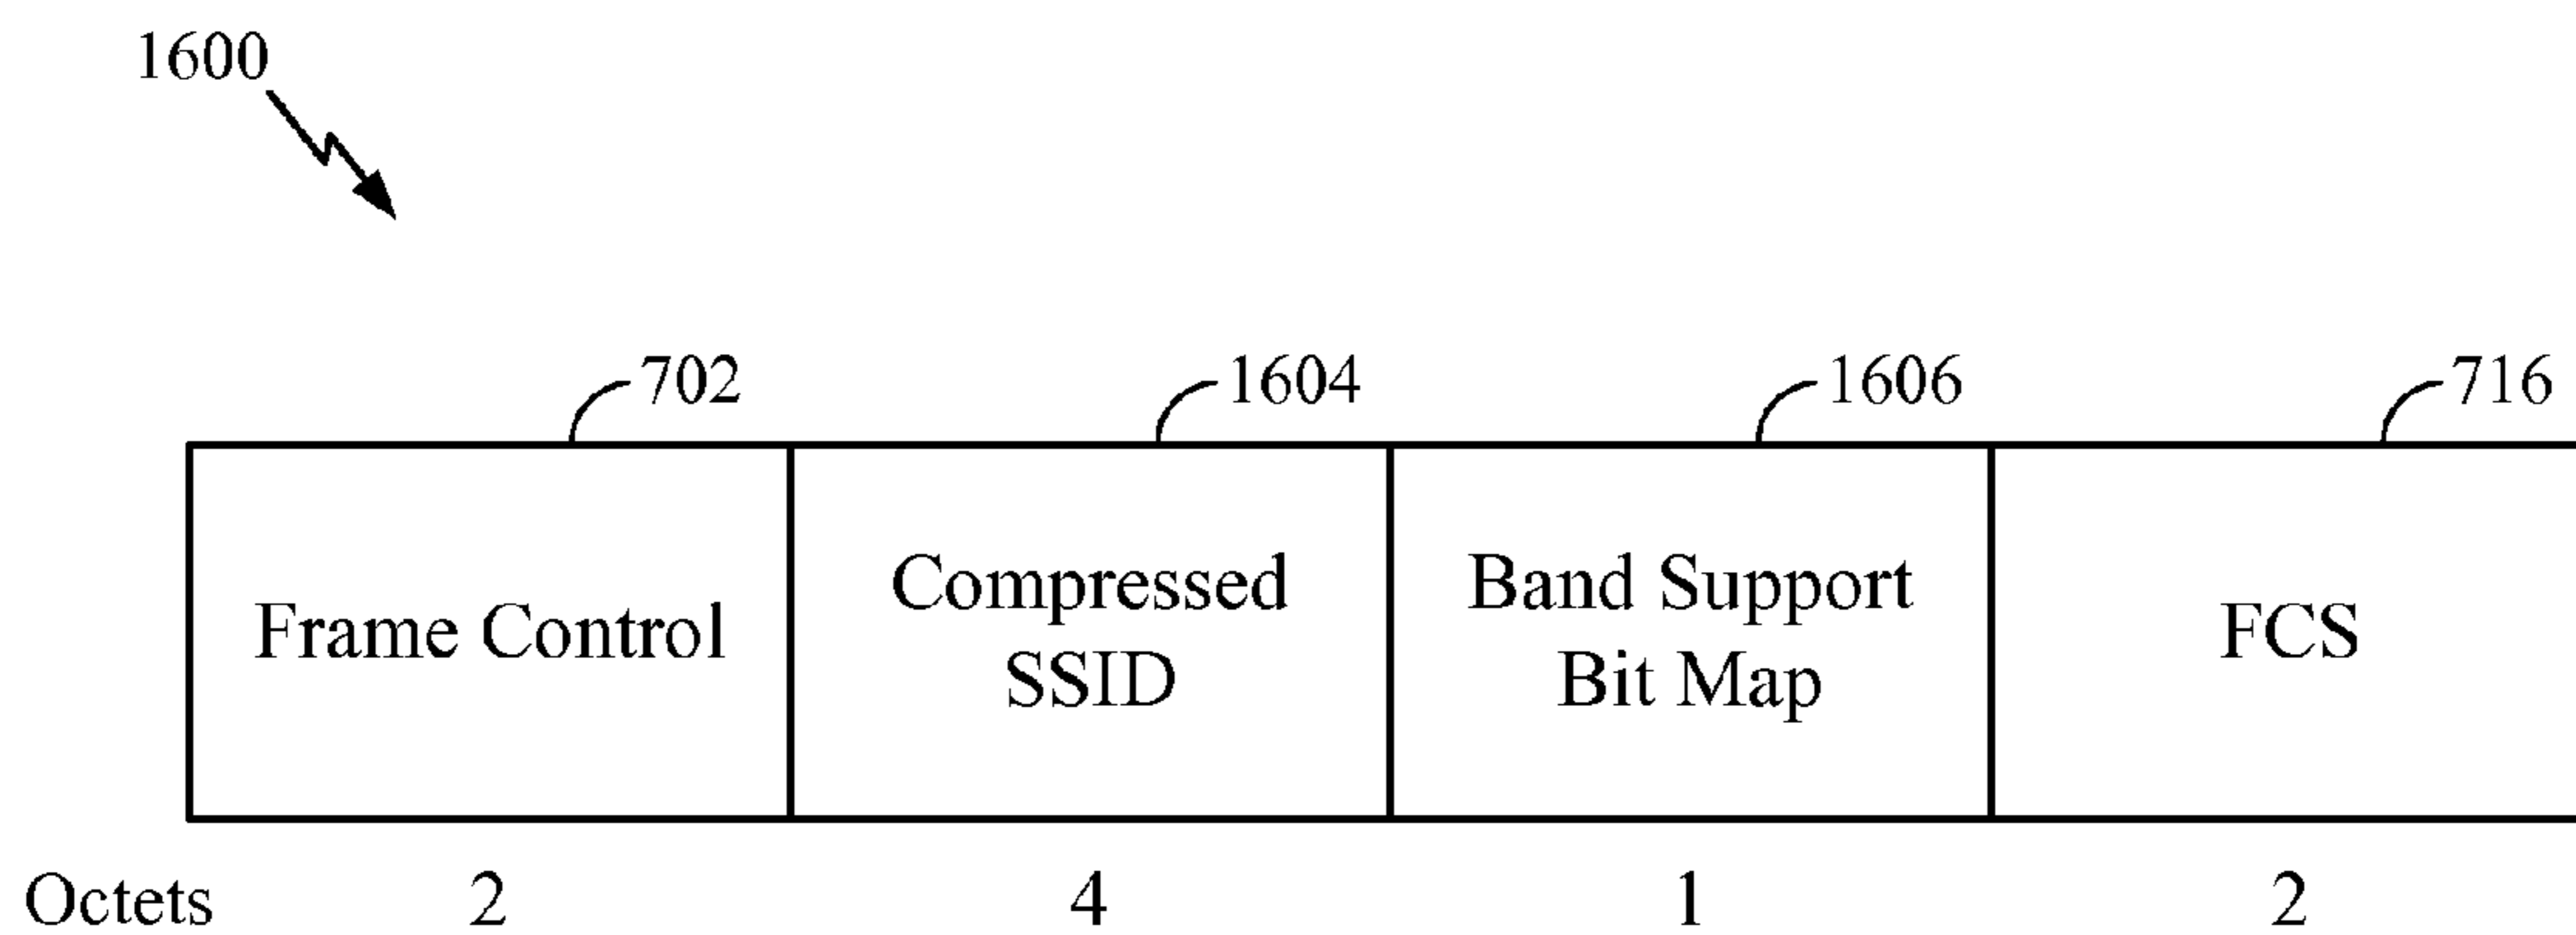 1600
702
1604
1606
716
Frame Control
Compressed
SSID
Band Support
Bit Map
FCS
Octets 2 4 1 2